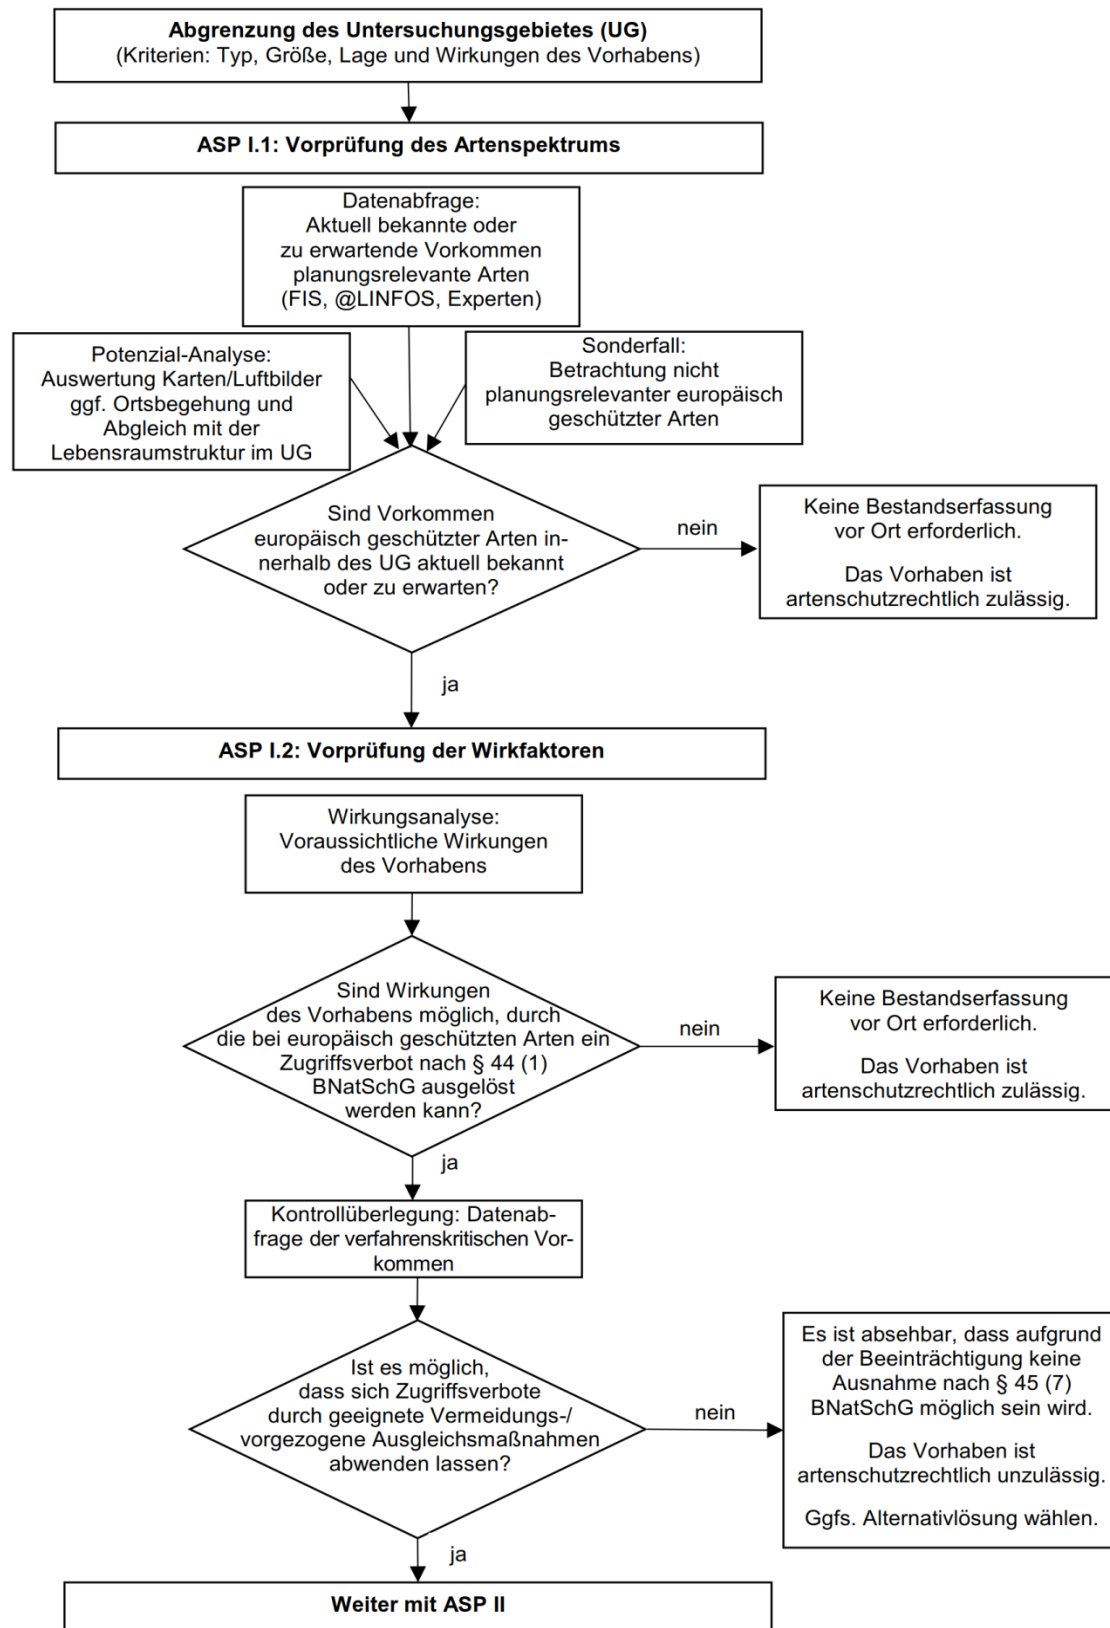 Abgrenzung des Untersuchungsgebietes (UG)
(Kriterien: Typ, Größe, Lage und Wirkungen des Vorhabens)
ASP I.1: Vorprüfung des Artenspektrums
Datenabfrage:
Aktuell bekannte oder
zu erwartende Vorkommen
planungsrelevante Arten
(FIS, @LINFOS, Experten)
Potenzial-Analyse:
Auswertung Karten/Luftbilder
ggf. Ortsbegehung und
Abgleich mit der
Lebensraumstruktur im UG
Sonderfall:
Betrachtung nicht
planungsrelevanter europäisch
geschützter Arten
Sind Vorkommen
europäisch geschützter Arten in-
nerhalb des UG aktuell bekannt
oder zu erwarten?
nein
Keine Bestandserfassung
vor Ort erforderlich.
Das Vorhaben ist
artenschutzrechtlich zulässig.
ja
ASP I.2: Vorprüfung der Wirkfaktoren
Wirkungsanalyse:
Voraussichtliche Wirkungen
des Vorhabens
Sind Wirkungen
des Vorhabens möglich, durch
die bei europäisch geschützten Arten ein
Zugriffsverbot nach § 44 (1)
BNatSchG ausgelöst
werden kann?
nein
Keine Bestandserfassung
vor Ort erforderlich.
Das Vorhaben ist
artenschutzrechtlich zulässig.
ja
Kontrollüberlegung: Datenab-
frage der verfahrenskritischen Vor-
kommen
Ist es möglich,
dass sich Zugriffsverbote
durch geeignete Vermeidungs-/
vorgezogene Ausgleichsmaßnahmen
abwenden lassen?
nein
Es ist absehbar, dass aufgrund
der Beeinträchtigung keine
Ausnahme nach § 45 (7)
BNatSchG möglich sein wird.
Das Vorhaben ist
artenschutzrechtlich unzulässig.
Ggfs. Alternativlösung wählen.
ja
Weiter mit ASP II